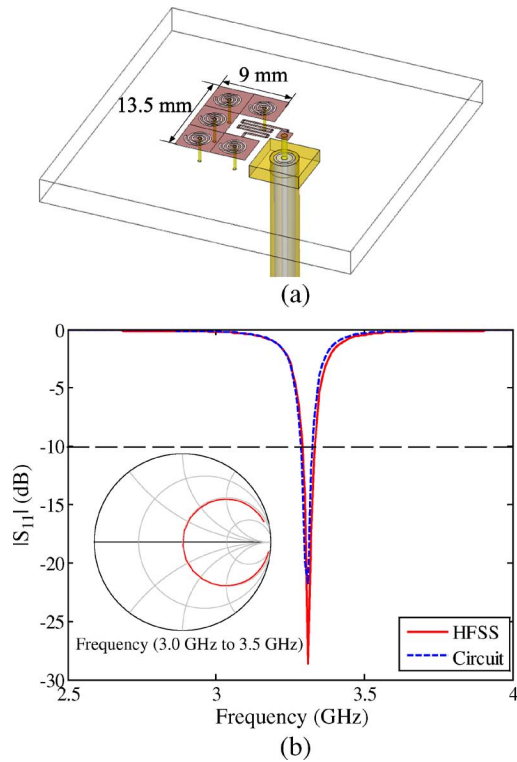 9 mm
13.5 mm
(a)
0
-5
-10
-15
-20
-25
-30
|S11| (dB)
Frequency (3.0 GHz to 3.5 GHz)
HFSS
Circuit
2.5
3
3.5
4
Frequency (GHz)
(b)